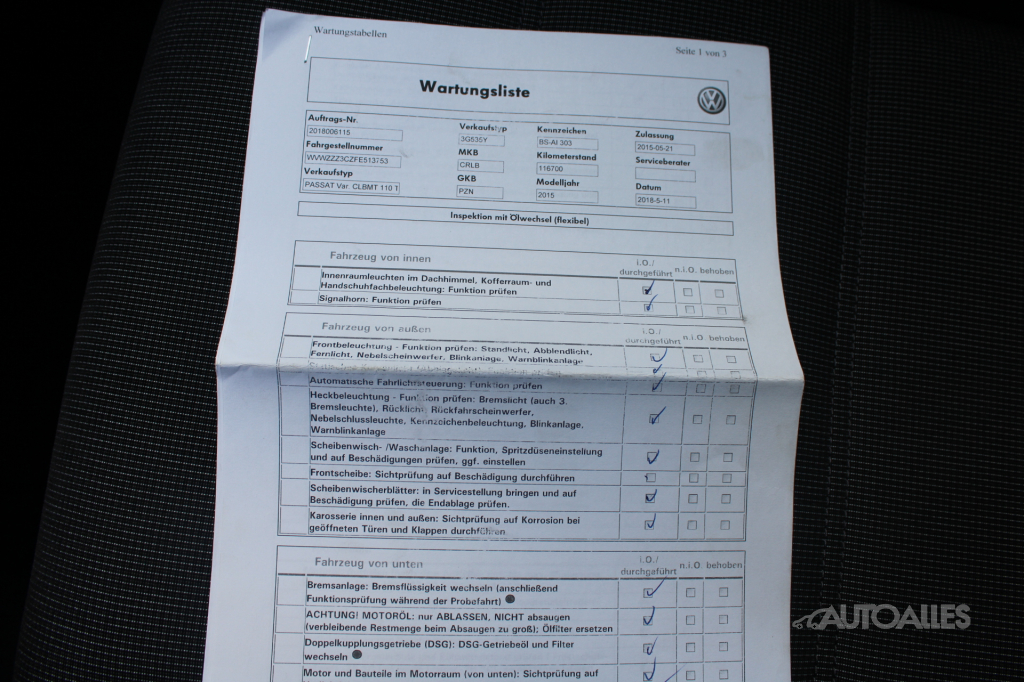 Wartungstabellen
Seite 1 von 3
Wartungsliste
Auftrags-Nr.
2018006115
Verkaufstyp
3G535Y
Kennzeichen
BS-AI 303
Zulassung
2015-05-21
Fahrgestellnummer
WVWZZZ3CZFE513753
MKB
CRLB
Kilometerstand
116700
Serviceberater
Verkaufstyp
PASSAT Var. CLBMT 110 T
GKB
PZN
Modelljahr
2015
Datum
2018-5-11
Inspektion mit Ölwechsel (flexibel)
Fahrzeug von innen
i.O./
durchgeführt
n.i.O.
behoben
Innenraumleuchten im Dachhimmel, Kofferraum- und
Handschuhfachbeleuchtung: Funktion prüfen
Signalhorn: Funktion prüfen
Fahrzeug von außen
i.O./
durchgeführt
n.i.O.
behoben
Frontbeleuchtung - Funktion prüfen: Standlicht, Abblendlicht,
Fernlicht, Nebelscheinwerfer, Blinkanlage, Warnblinkanlage
Automatische Fahrlichtsteuerung: Funktion prüfen
Heckbeleuchtung - Funktion prüfen: Bremslicht (auch 3.
Bremsleuchte), Rücklicht, Rückfahrscheinwerfer,
Nebelschlussleuchte, Kennzeichenbeleuchtung, Blinkanlage,
Warnblinkanlage
Scheibenwisch- /Waschanlage: Funktion, Spritzdüseneinstellung
und auf Beschädigungen prüfen, ggf. einstellen
Frontscheibe: Sichtprüfung auf Beschädigung durchführen
Scheibenwischerblätter: in Servicestellung bringen und auf
Beschädigung prüfen, die Endablage prüfen.
Karosserie innen und außen: Sichtprüfung auf Korrosion bei
geöffneten Türen und Klappen durchführen
Fahrzeug von unten
i.O./
durchgeführt
n.i.O.
behoben
Bremsanlage: Bremsflüssigkeit wechseln (anschließend
Funktionsprüfung während der Probefahrt)
ACHTUNG! MOTORÖL: nur ABLASSEN, NICHT absaugen
(verbleibende Restmenge beim Absaugen zu groß); Ölfilter ersetzen
Doppelkupplungsgetriebe (DSG): DSG-Getriebeöl und Filter
wechseln
Motor und Bauteile im Motorraum (von unten): Sichtprüfung auf
AUTOALLES